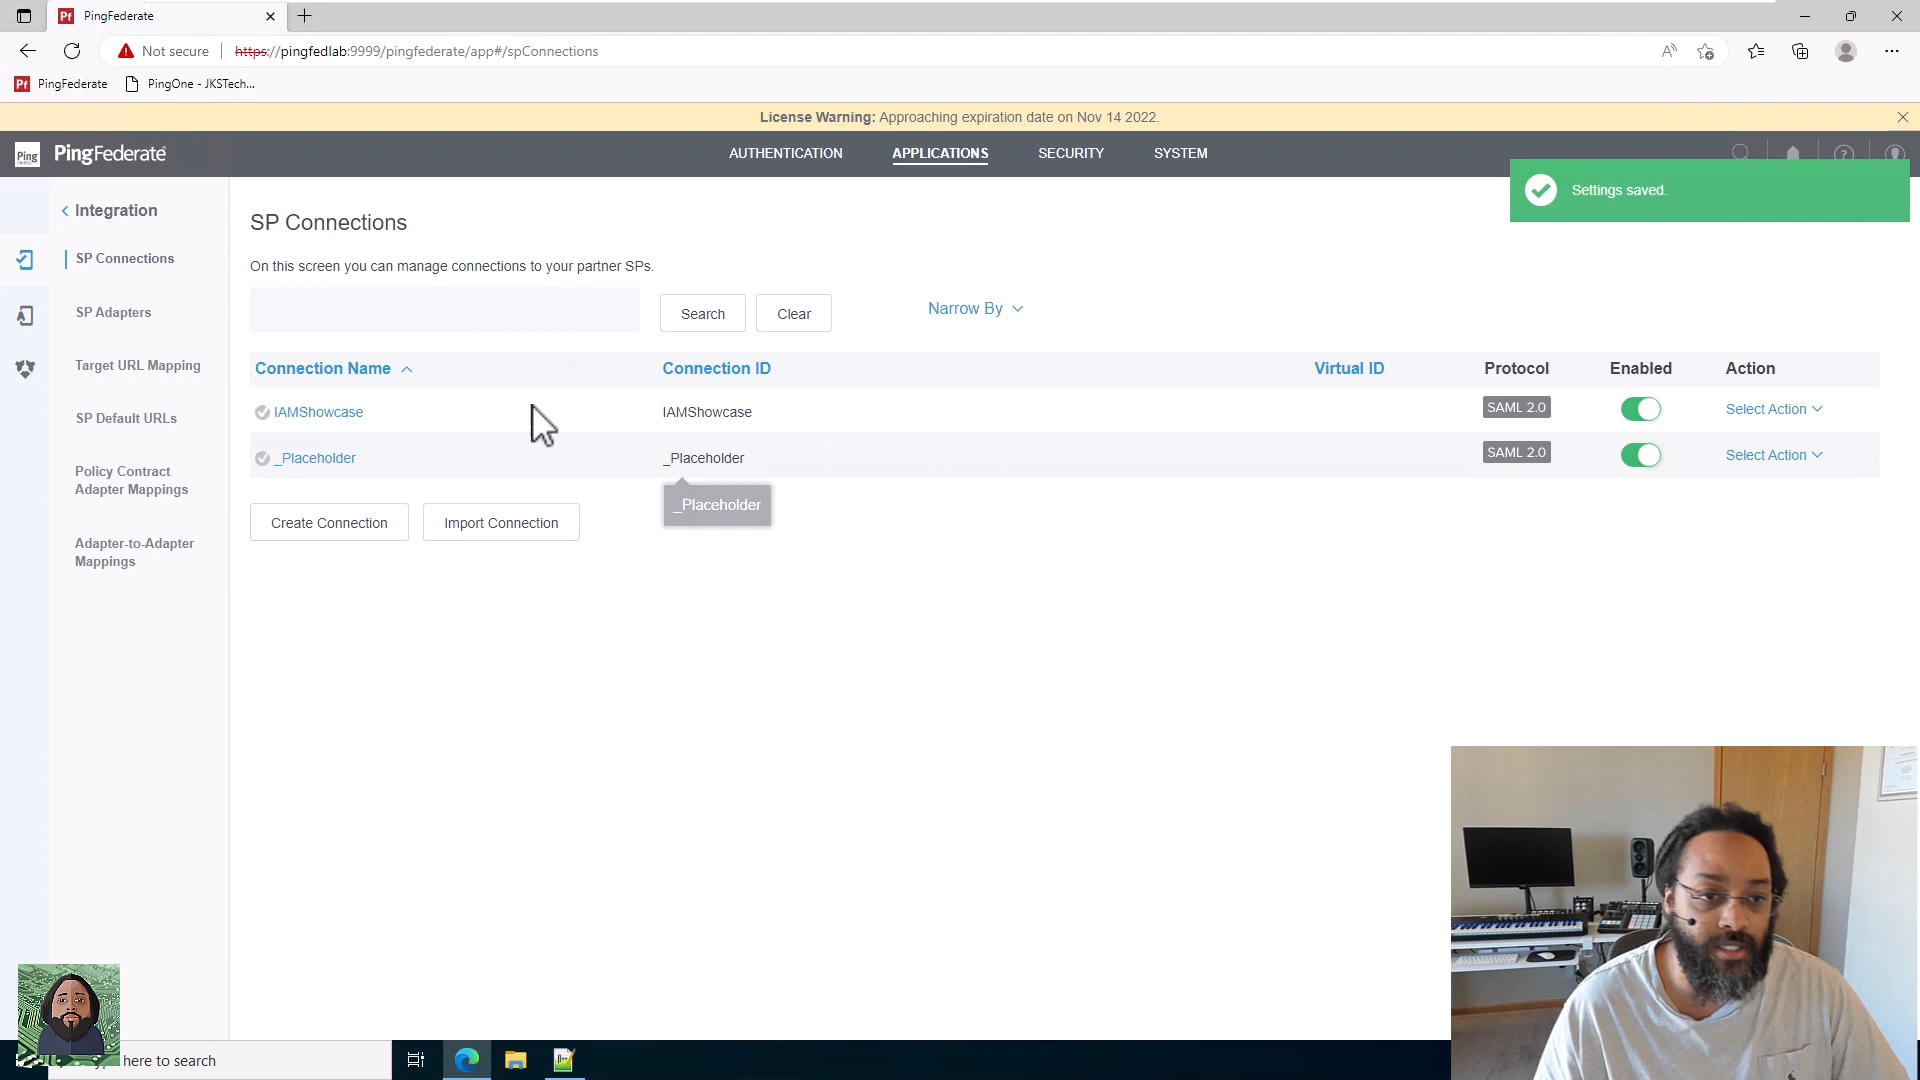 PingFederate
Not secure https://pingfedlab:9999/pingfederate/app#/spConnections
PingFederate PingOne - JKSTech...
License Warning: Approaching expiration date on Nov 14 2022.
Ping PingFederate AUTHENTICATION APPLICATIONS SECURITY SYSTEM
Settings saved.
Integration
SP Connections
SP Adapters
Target URL Mapping
SP Default URLs
Policy Contract
Adapter Mappings
Adapter-to-Adapter
Mappings
SP Connections
On this screen you can manage connections to your partner SPs.
Search Clear Narrow By
Connection Name Connection ID Virtual ID Protocol Enabled Action
IAMShowcase IAMShowcase SAML 2.0 Select Action
_Placeholder _Placeholder SAML 2.0 Select Action
_Placeholder
Create Connection Import Connection
here to search